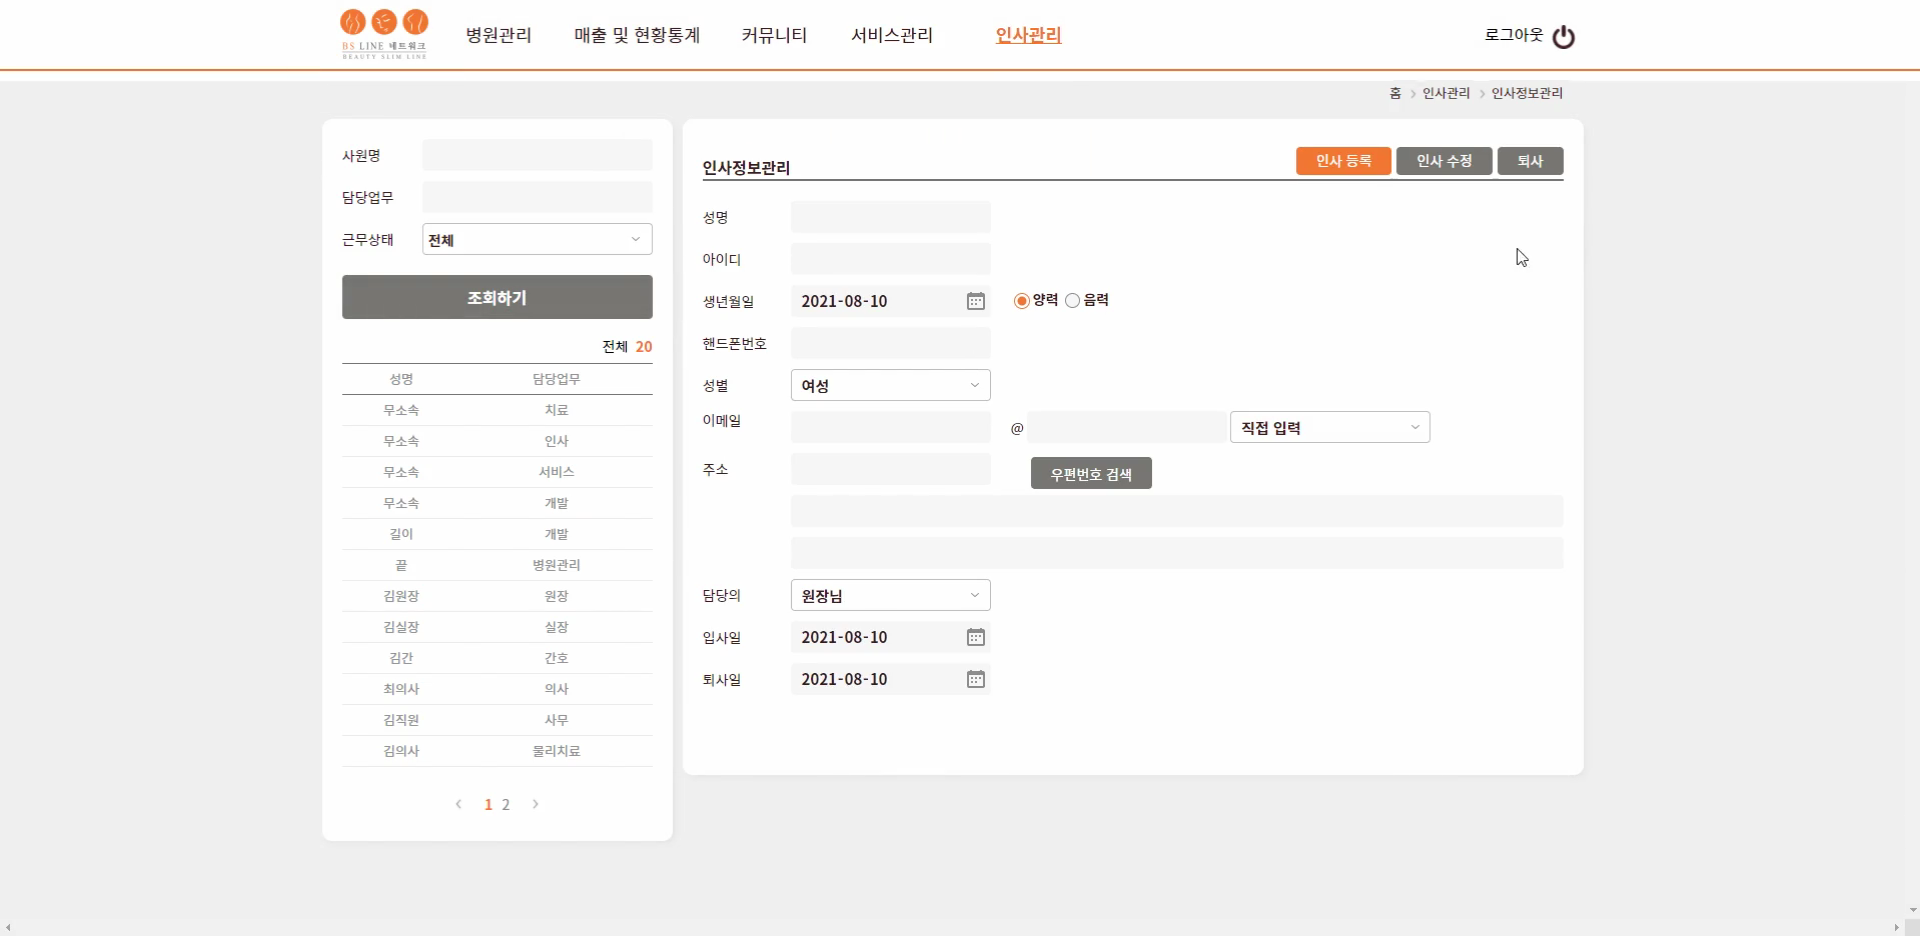 BS LINE 네트워크
BEAUTY SLIM LINE
병원관리 매출 및 현황통계 커뮤니티 서비스관리 인사관리
로그아웃
홈 > 인사관리 > 인사정보관리
사원명
담당업무
근무상태 전체
조회하기
전체 20
성명 담당업무
무소속 치료
무소속 인사
무소속 서비스
무소속 개발
길이 개발
끝 병원관리
김원장 원장
김실장 실장
김간 간호
최의사 의사
김직원 사무
김의사 물리치료
< 1 2 >
인사정보관리
인사 등록 인사 수정 퇴사
성명
아이디
생년월일 2021-08-10 양력 음력
핸드폰번호
성별 여성
이메일 @ 직접 입력
주소 우편번호 검색
담당의 원장님
입사일 2021-08-10
퇴사일 2021-08-10